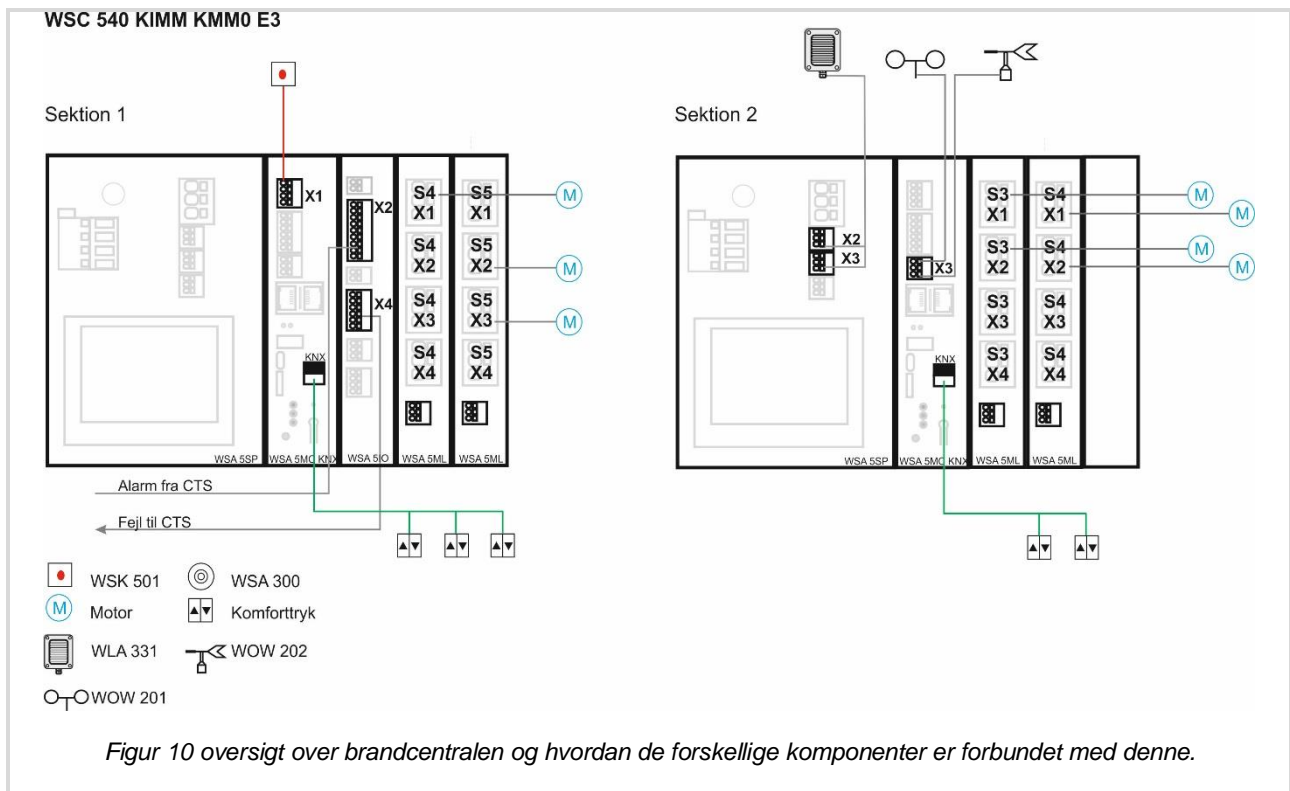 WSC 540 KIMM KMM0 E3
Sektion 1
X1
X2
X4
KNX
S4 X1
S4 X2
S4 X3
S4 X4
S5 X1
S5 X2
S5 X3
S5 X4
M
M
M
WSA 5SP
WSA 5MC KNX
WSA 5IO
WSA 5ML
WSA 5ML
Alarm fra CTS
Fejl til CTS
Sektion 2
X2
X3
X3
KNX
S3 X1
S3 X2
S3 X3
S3 X4
S4 X1
S4 X2
S4 X3
S4 X4
M
M
M
M
WSA 5SP
WSA 5MC KNX
WSA 5ML
WSA 5ML
WSK 501
WSA 300
M Motor
Komforttryk
WLA 331
WOW 202
WOW 201
Figur 10 oversigt over brandcentralen og hvordan de forskellige komponenter er forbundet med denne.